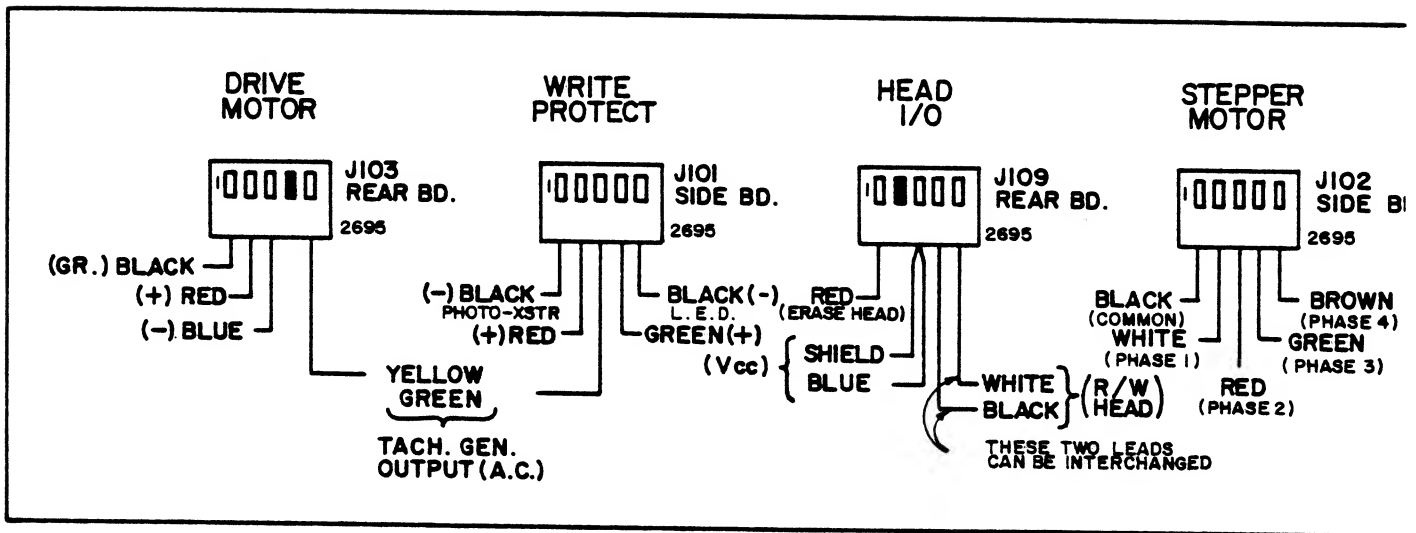 DRIVE
MOTOR
J103
REAR BD.
2695
(GR.) BLACK
(+) RED
(-) BLUE
WRITE
PROTECT
J101
SIDE BD.
2695
(-) BLACK
PHOTO-XSTR
(+) RED
BLACK (-)
L.E.D.
GREEN (+)
YELLOW
GREEN
TACH. GEN.
OUTPUT (A.C.)
HEAD
I/O
J109
REAR BD.
2695
RED
(ERASE HEAD)
(Vcc)
SHIELD
BLUE
WHITE
BLACK
(R/W
HEAD)
THESE TWO LEADS
CAN BE INTERCHANGED
STEPPER
MOTOR
J102
SIDE B
2695
BLACK
(COMMON)
WHITE
(PHASE 1)
RED
(PHASE 2)
BROWN
(PHASE 4)
GREEN
(PHASE 3)